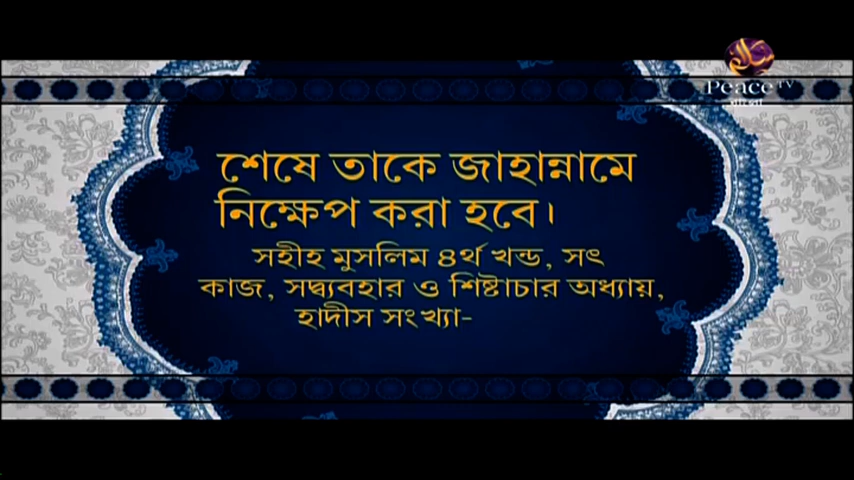 Peace TV
বাংলা
শেষে তাকে জাহান্নামে
নিক্ষেপ করা হবে।
সহীহ মুসলিম ৪র্থ খন্ড, সৎ
কাজ, সদ্ব্যবহার ও শিষ্টাচার অধ্যায়,
হাদীস সংখ্যা-